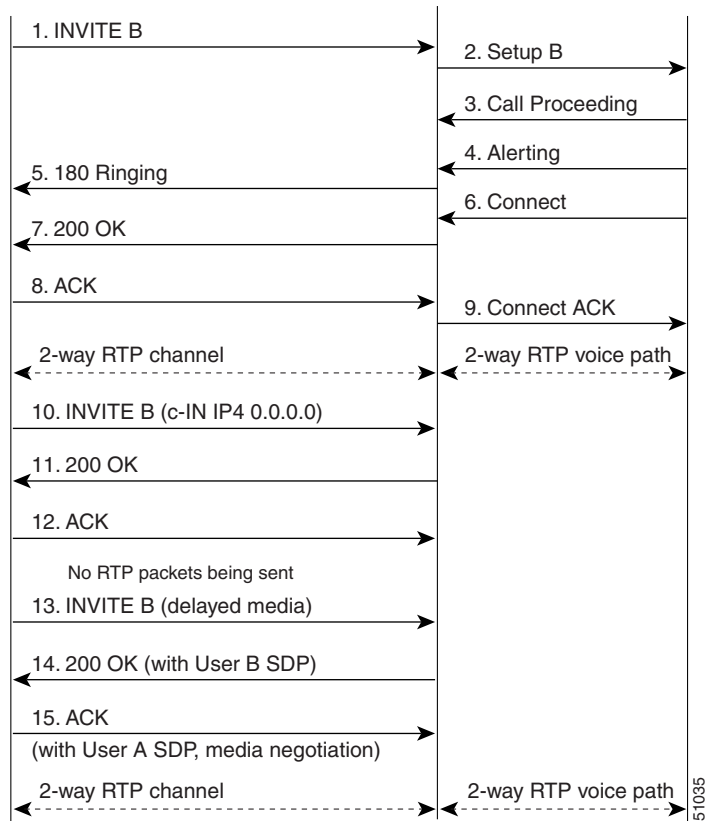 1. INVITE B
2. Setup B
3. Call Proceeding
4. Alerting
5. 180 Ringing
6. Connect
7. 200 OK
8. ACK
9. Connect ACK
2-way RTP channel
2-way RTP voice path
10. INVITE B (c-IN IP4 0.0.0.0)
11. 200 OK
12. ACK
No RTP packets being sent
13. INVITE B (delayed media)
14. 200 OK (with User B SDP)
15. ACK
(with User A SDP, media negotiation)
2-way RTP channel
2-way RTP voice path
51035